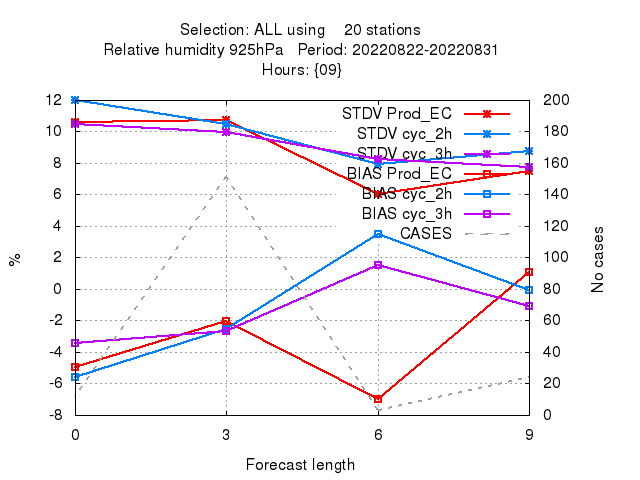 Selection: ALL using 20 stations
Relative humidity 925hPa Period: 20220822-20220831
Hours: {09}
12
10
8
6
4
2
0
-2
-4
-6
-8
%
200
180
160
140
120
100
80
60
40
20
0
No cases
STDV Prod_EC
STDV cyc_2h
STDV cyc_3h
BIAS Prod_EC
BIAS cyc_2h
BIAS cyc_3h
CASES
0 3 6 9
Forecast length